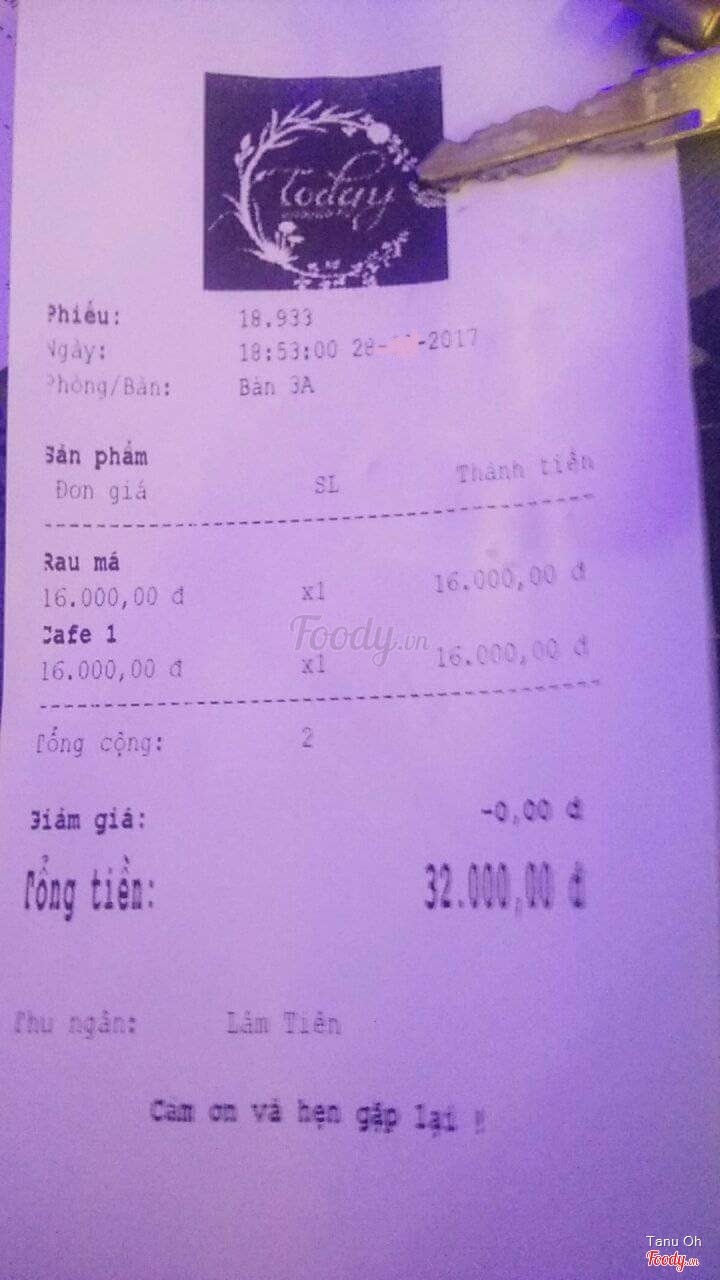 Today
Phiếu: 18.933
Ngày: 18:53:00 28- -2017
Phòng/Bàn: Bàn 3A
Sản phẩm
Đơn giá SL Thành tiền
Rau má
16.000,00 đ x1 16.000,00 đ
Cafe 1
16.000,00 đ x1 16.000,00 đ
Foody.vn
Tổng cộng: 2
Giảm giá: -0,00 đ
Tổng tiền: 32.000,00 đ
Thu ngân: Lâm Tiên
Cảm ơn và hẹn gặp lại !
Tanu Oh
Foody.vn